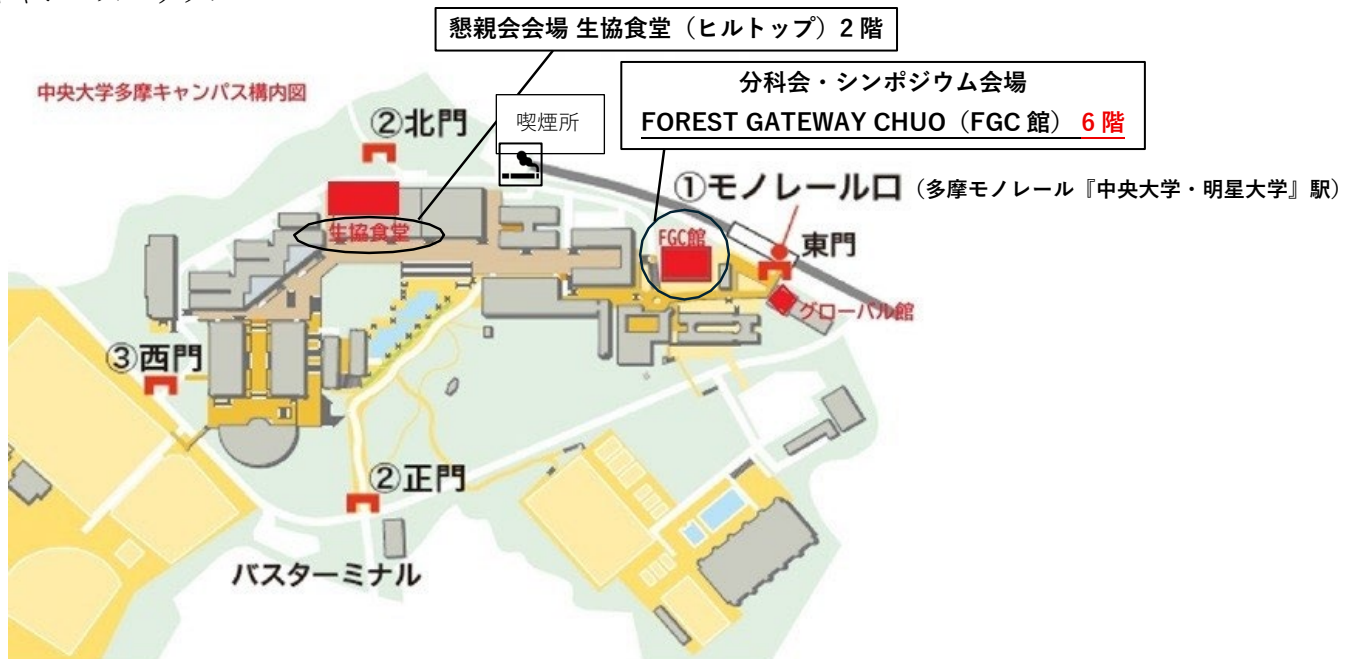 懇親会会場 生協食堂（ヒルトップ）2 階
分科会・シンポジウム会場
FOREST GATEWAY CHUO（FGC 館） 6 階
中央大学多摩キャンパス構内図
②北門
喫煙所
①モノレール口（多摩モノレール『中央大学・明星大学』駅）
生協食堂
FGC館
東門
グローバル館
③西門
②正門
バスターミナル